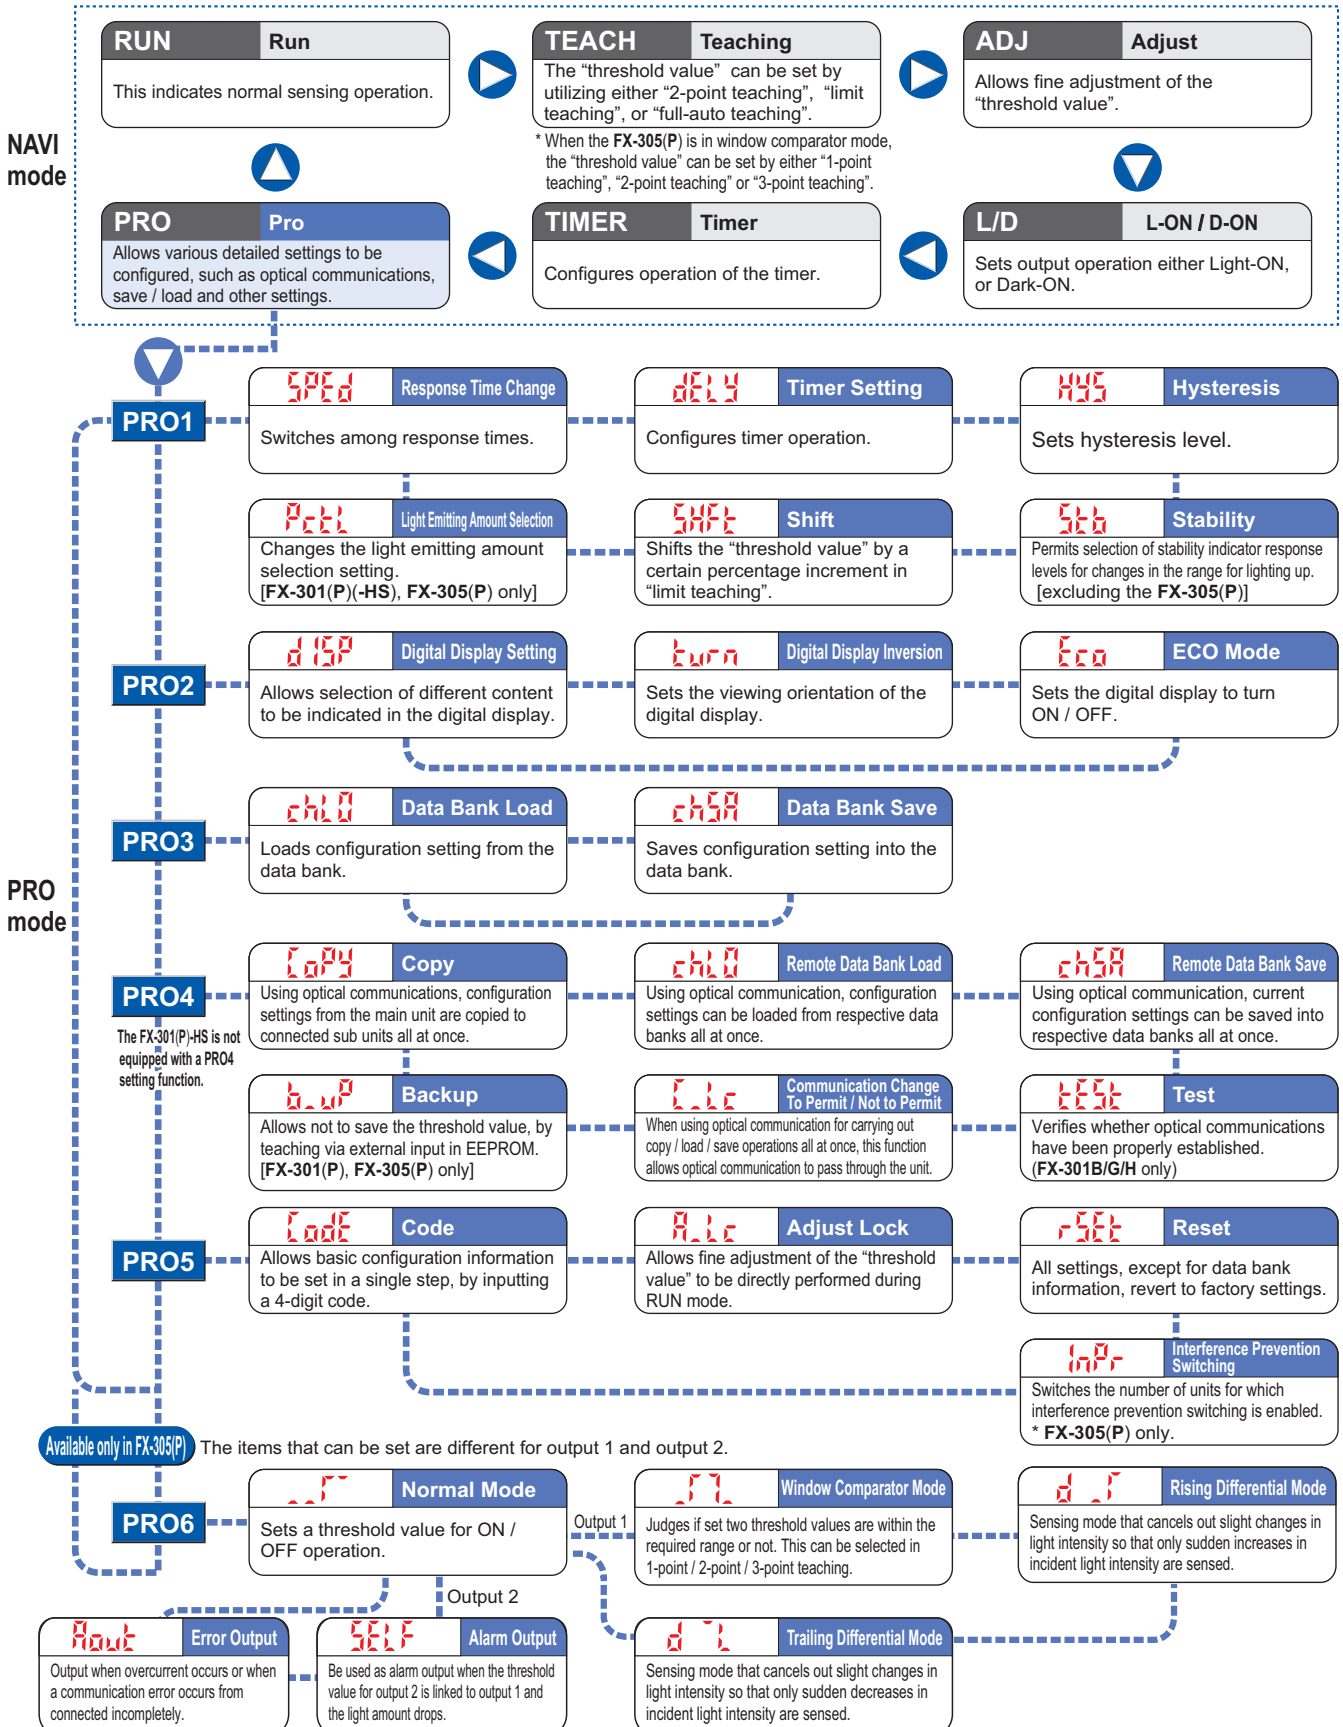 NAVI
mode
RUN Run
This indicates normal sensing operation.
TEACH Teaching
The “threshold value” can be set by
utilizing either “2-point teaching”, “limit
teaching”, or “full-auto teaching”.
* When the FX-305(P) is in window comparator mode,
the “threshold value” can be set by either “1-point
teaching”, “2-point teaching” or “3-point teaching”.
ADJ Adjust
Allows fine adjustment of the
“threshold value”.
PRO Pro
Allows various detailed settings to be
configured, such as optical communications,
save / load and other settings.
TIMER Timer
Configures operation of the timer.
L/D L-ON / D-ON
Sets output operation either Light-ON,
or Dark-ON.
PRO
mode
PRO1
SPEd Response Time Change
Switches among response times.
dELY Timer Setting
Configures timer operation.
HYS Hysteresis
Sets hysteresis level.
PctL Light Emitting Amount Selection
Changes the light emitting amount
selection setting.
[FX-301(P)(-HS), FX-305(P) only]
SHFt Shift
Shifts the “threshold value” by a
certain percentage increment in
“limit teaching”.
Stb Stability
Permits selection of stability indicator response
levels for changes in the range for lighting up.
[excluding the FX-305(P)]
PRO2
dISP Digital Display Setting
Allows selection of different content
to be indicated in the digital display.
turn Digital Display Inversion
Sets the viewing orientation of the
digital display.
Eco ECO Mode
Sets the digital display to turn
ON / OFF.
PRO3
chLO Data Bank Load
Loads configuration setting from the
data bank.
chSA Data Bank Save
Saves configuration setting into the
data bank.
PRO4
The FX-301(P)-HS is not
equipped with a PRO4
setting function.
CoPY Copy
Using optical communications, configuration
settings from the main unit are copied to
connected sub units all at once.
chLO Remote Data Bank Load
Using optical communication, configuration
settings can be loaded from respective data
banks all at once.
chSA Remote Data Bank Save
Using optical communication, current
configuration settings can be saved into
respective data banks all at once.
b_uP Backup
Allows not to save the threshold value, by
teaching via external input in EEPROM.
[FX-301(P), FX-305(P) only]
C_Lc Communication Change
To Permit / Not to Permit
When using optical communication for carrying out
copy / load / save operations all at once, this function
allows optical communication to pass through the unit.
tESt Test
Verifies whether optical communications
have been properly established.
(FX-301B/G/H only)
PRO5
CodE Code
Allows basic configuration information
to be set in a single step, by inputting
a 4-digit code.
A_Lc Adjust Lock
Allows fine adjustment of the “threshold
value” to be directly performed during
RUN mode.
rSEt Reset
All settings, except for data bank
information, revert to factory settings.
InPr Interference Prevention
Switching
Switches the number of units for which
interference prevention switching is enabled.
* FX-305(P) only.
Available only in FX-305(P) The items that can be set are different for output 1 and output 2.
PRO6
Normal Mode
Sets a threshold value for ON /
OFF operation.
Output 1
Window Comparator Mode
Judges if set two threshold values are within the
required range or not. This can be selected in
1-point / 2-point / 3-point teaching.
d Rising Differential Mode
Sensing mode that cancels out slight changes in
light intensity so that only sudden increases in
incident light intensity are sensed.
Output 2
Aout Error Output
Output when overcurrent occurs or when
a communication error occurs from
connected incompletely.
SELF Alarm Output
Be used as alarm output when the threshold
value for output 2 is linked to output 1 and
the light amount drops.
d Trailing Differential Mode
Sensing mode that cancels out slight changes in
light intensity so that only sudden decreases in
incident light intensity are sensed.